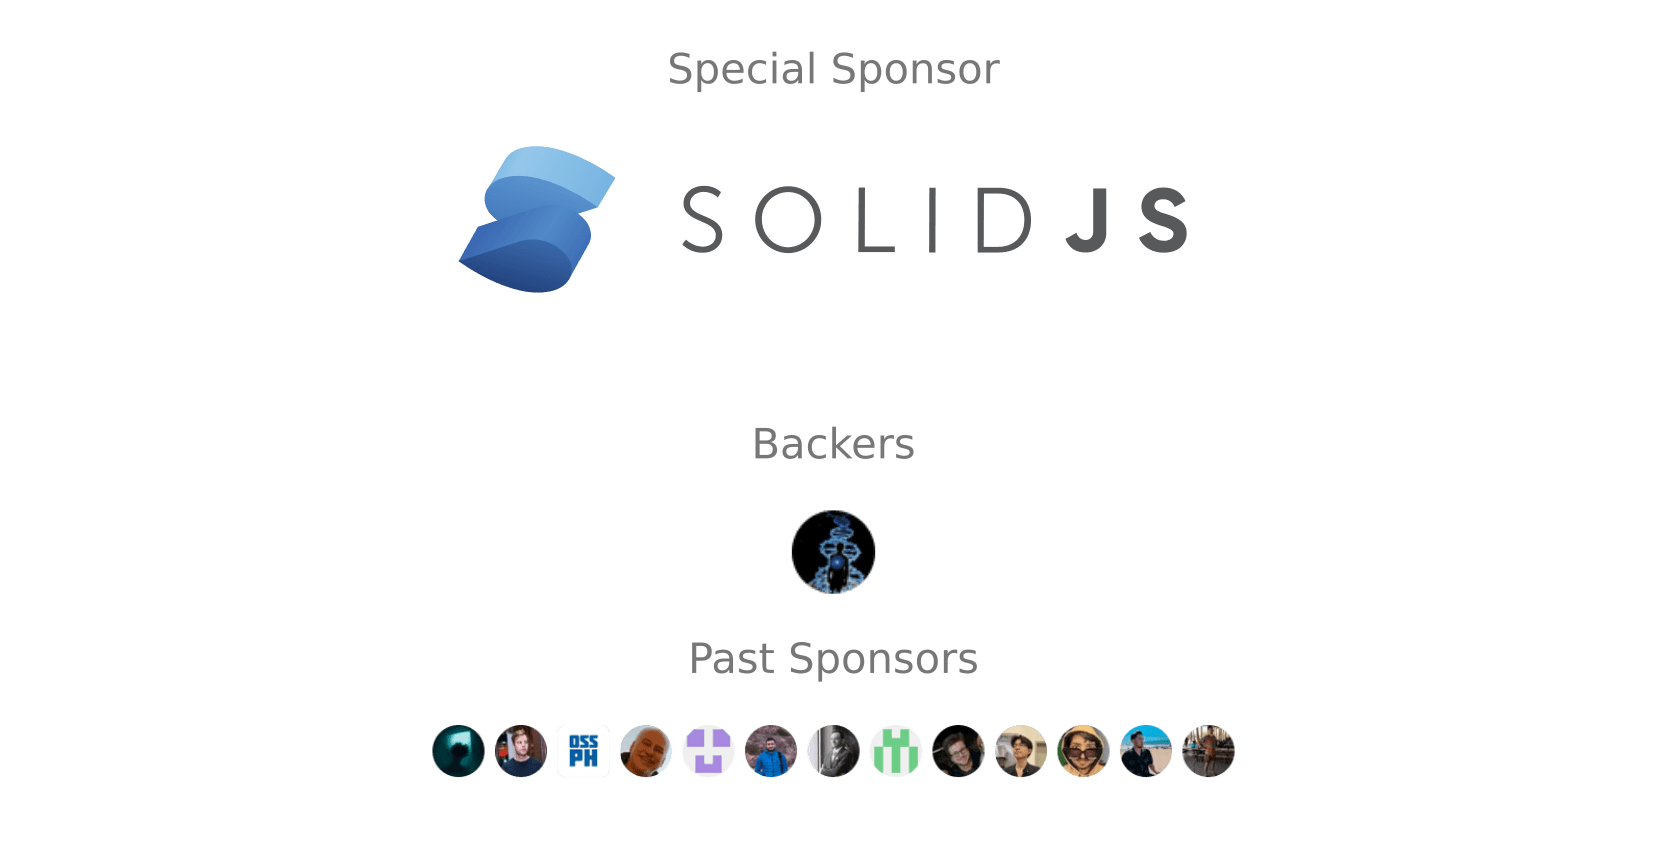 Special Sponsor
SOLIDJS
Backers
Past Sponsors
OSS
PH